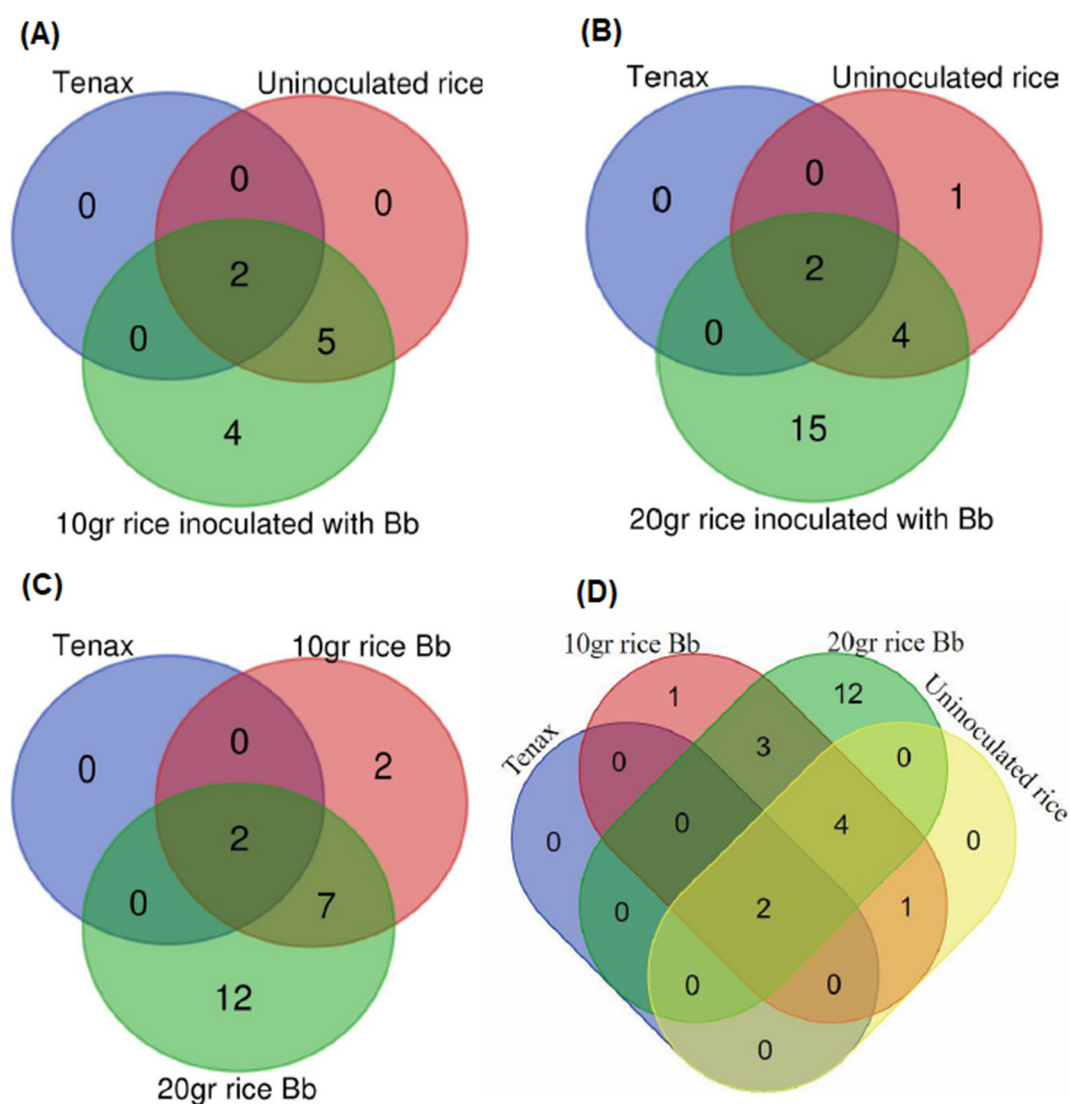 (A)
Tenax
Uninoculated rice
0
0
0
2
0
5
4
10gr rice inoculated with Bb
(B)
Tenax
Uninoculated rice
0
0
1
2
0
4
15
20gr rice inoculated with Bb
(C)
Tenax
10gr rice Bb
0
0
2
2
0
7
12
20gr rice Bb
(D)
10gr rice Bb
20gr rice Bb
Tenax
Uninoculated rice
1
12
0
3
0
0
0
4
0
0
2
1
0
0
0